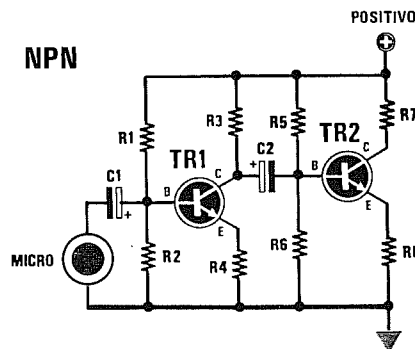 POSITIVO
NPN
R1
R3
R5
R7
TR1
C2
TR2
C1
+
+
B
C
E
B
C
E
MICRO
R2
R4
R6